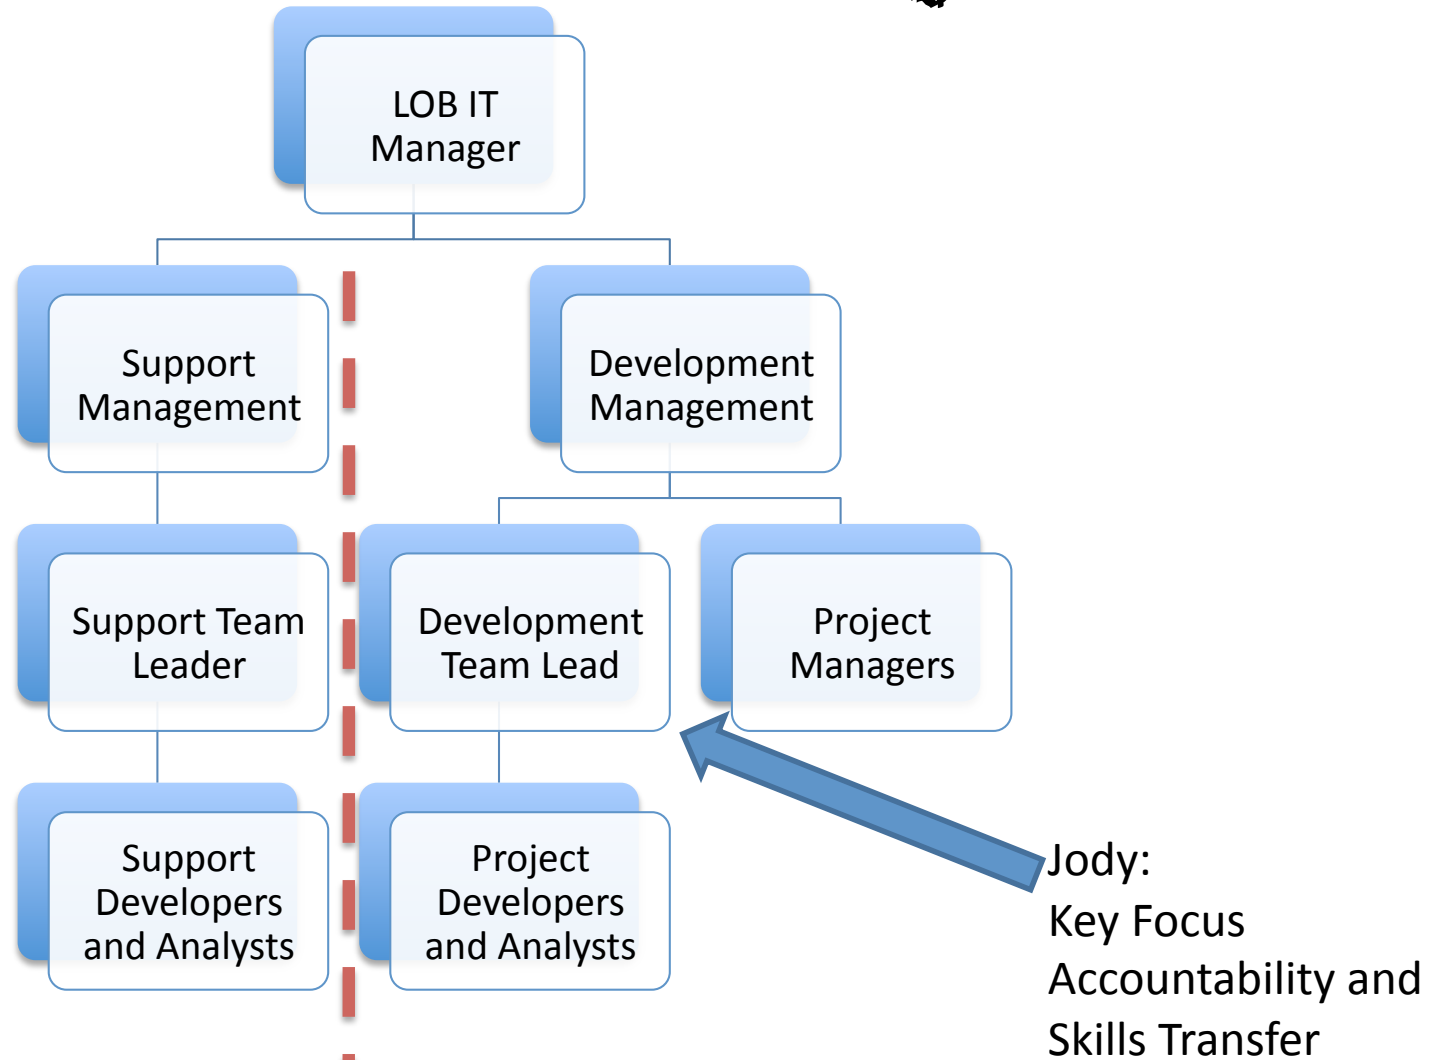 LOB IT
Manager
Support
Management
Development
Management
Support Team
Leader
Development
Team Lead
Project
Managers
Support
Developers
and Analysts
Project
Developers
and Analysts
Jody:
Key Focus
Accountability and
Skills Transfer